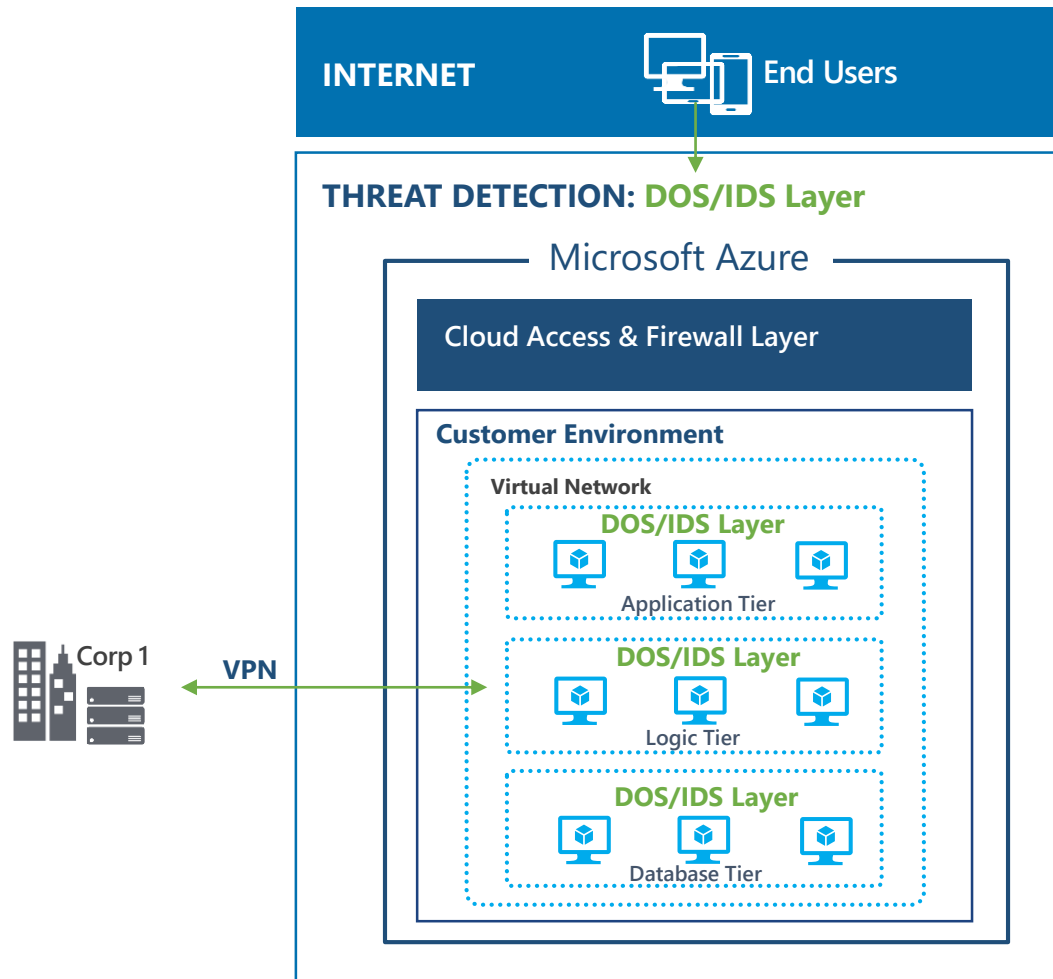 INTERNET
End Users
THREAT DETECTION: DOS/IDS Layer
Microsoft Azure
Cloud Access & Firewall Layer
Customer Environment
Virtual Network
DOS/IDS Layer
Application Tier
DOS/IDS Layer
Logic Tier
DOS/IDS Layer
Database Tier
Corp 1
VPN